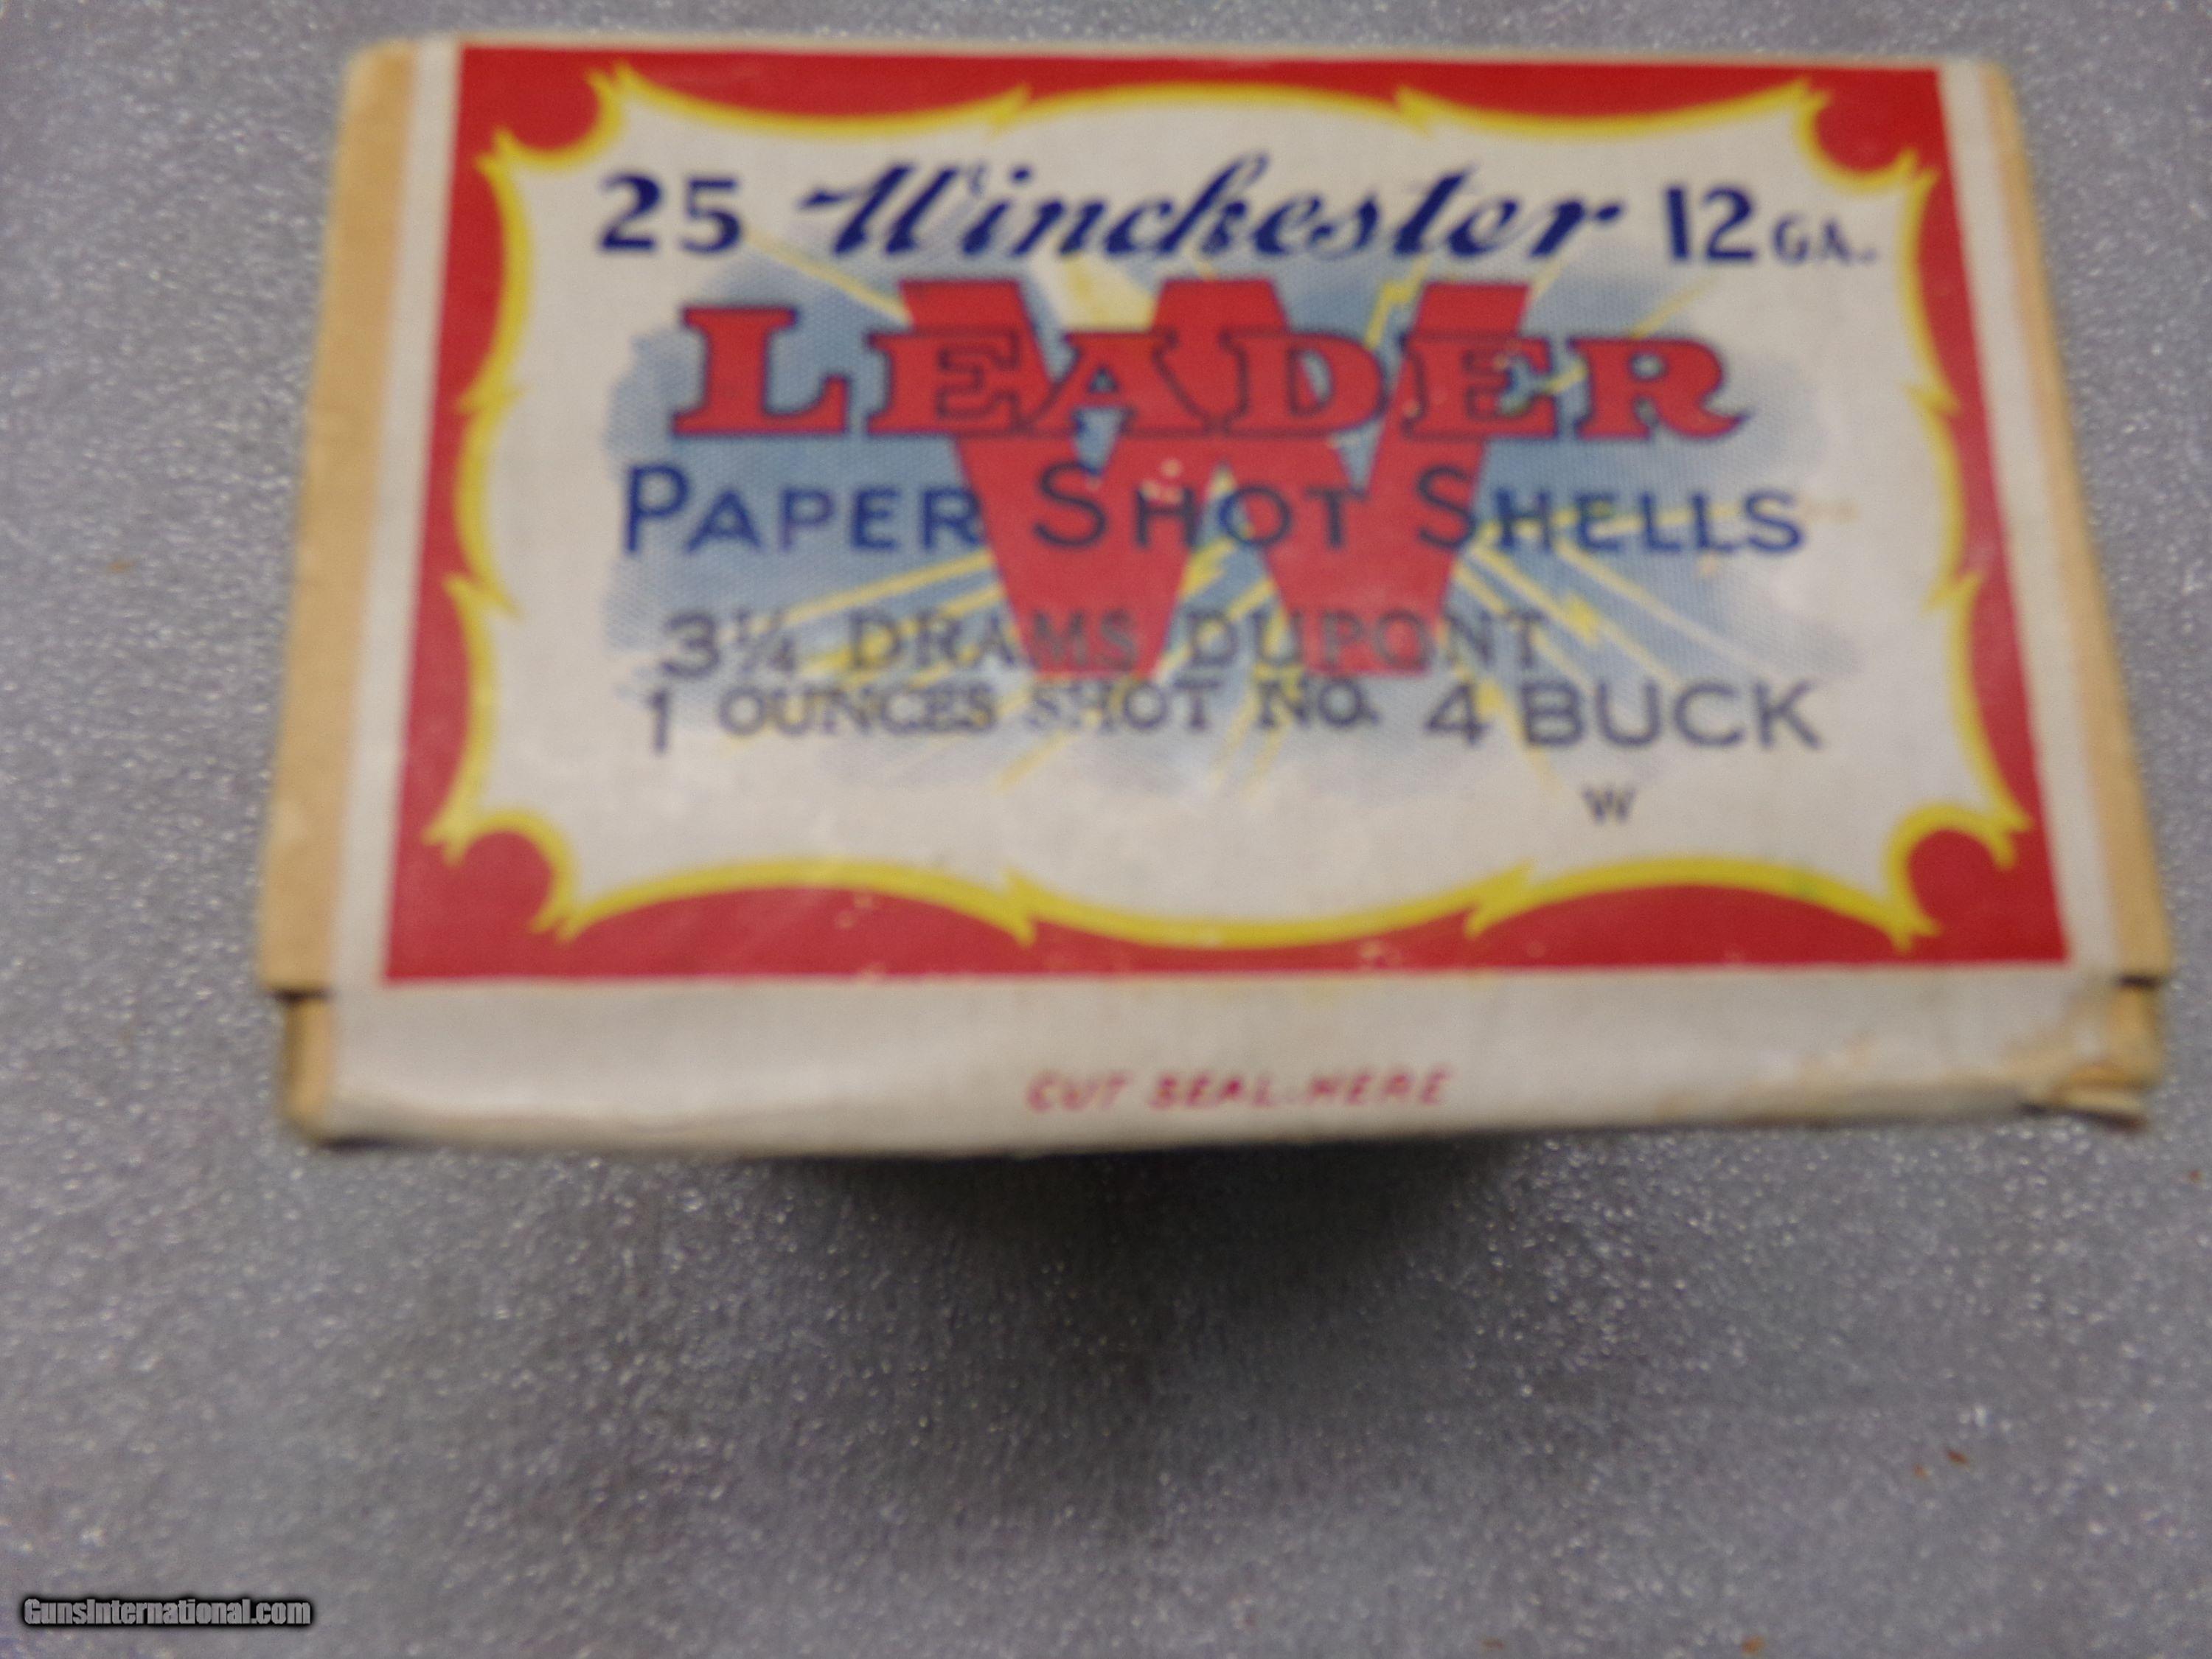 25 Winchester 12 GA.
W
LEADER
PAPER SHOT SHELLS
3¼ DRAMS DUPONT
1 OUNCES SHOT NO. 4 BUCK
W
CUT SEAL-HERE
GunsInternational.com